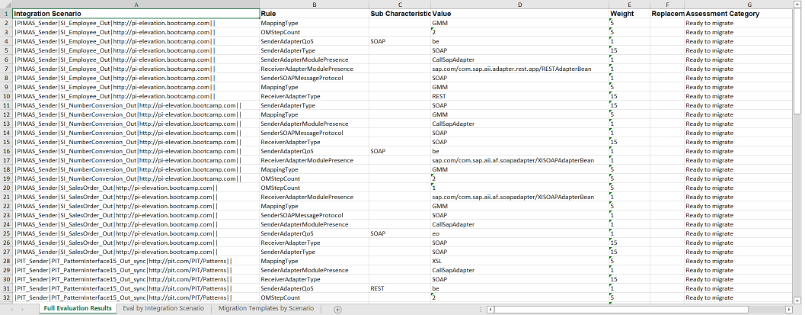 A B C D E F G
1 Integration Scenario Rule Sub Characteristic Value Weight Replacem Assessment Category
2 |PIMAS_Sender|SI_Employee_Out|http://pi-elevation.bootcamp.com|| MappingType GMM 5 Ready to migrate
3 |PIMAS_Sender|SI_Employee_Out|http://pi-elevation.bootcamp.com|| OMStepCount 2 5 Ready to migrate
4 |PIMAS_Sender|SI_Employee_Out|http://pi-elevation.bootcamp.com|| SenderAdapterQoS SOAP be 1 Ready to migrate
5 |PIMAS_Sender|SI_Employee_Out|http://pi-elevation.bootcamp.com|| SenderAdapterType SOAP 15 Ready to migrate
6 |PIMAS_Sender|SI_Employee_Out|http://pi-elevation.bootcamp.com|| SenderAdapterModulePresence CallSapAdapter 1 Ready to migrate
7 |PIMAS_Sender|SI_Employee_Out|http://pi-elevation.bootcamp.com|| ReceiverAdapterModulePresence sap.com/com.sap.aii.adapter.rest.app/RESTAdapterBean 1 Ready to migrate
8 |PIMAS_Sender|SI_Employee_Out|http://pi-elevation.bootcamp.com|| SenderSOAPMessageProtocol SOAP 1 Ready to migrate
9 |PIMAS_Sender|SI_Employee_Out|http://pi-elevation.bootcamp.com|| MappingType GMM 5 Ready to migrate
10 |PIMAS_Sender|SI_Employee_Out|http://pi-elevation.bootcamp.com|| ReceiverAdapterType REST 15 Ready to migrate
11 |PIMAS_Sender|SI_NumberConversion_Out|http://pi-elevation.bootcamp.com|| SenderAdapterType SOAP 15 Ready to migrate
12 |PIMAS_Sender|SI_NumberConversion_Out|http://pi-elevation.bootcamp.com|| MappingType GMM 5 Ready to migrate
13 |PIMAS_Sender|SI_NumberConversion_Out|http://pi-elevation.bootcamp.com|| SenderAdapterModulePresence CallSapAdapter 1 Ready to migrate
14 |PIMAS_Sender|SI_NumberConversion_Out|http://pi-elevation.bootcamp.com|| SenderSOAPMessageProtocol SOAP 1 Ready to migrate
15 |PIMAS_Sender|SI_NumberConversion_Out|http://pi-elevation.bootcamp.com|| ReceiverAdapterType SOAP 15 Ready to migrate
16 |PIMAS_Sender|SI_NumberConversion_Out|http://pi-elevation.bootcamp.com|| SenderAdapterQoS SOAP be 1 Ready to migrate
17 |PIMAS_Sender|SI_NumberConversion_Out|http://pi-elevation.bootcamp.com|| ReceiverAdapterModulePresence sap.com/com.sap.aii.af.soapadapter/XISOAPAdapterBean 1 Ready to migrate
18 |PIMAS_Sender|SI_NumberConversion_Out|http://pi-elevation.bootcamp.com|| MappingType GMM 5 Ready to migrate
19 |PIMAS_Sender|SI_NumberConversion_Out|http://pi-elevation.bootcamp.com|| OMStepCount 2 5 Ready to migrate
20 |PIMAS_Sender|SI_SalesOrder_Out|http://pi-elevation.bootcamp.com|| OMStepCount 1 5 Ready to migrate
21 |PIMAS_Sender|SI_SalesOrder_Out|http://pi-elevation.bootcamp.com|| ReceiverAdapterModulePresence sap.com/com.sap.aii.af.soapadapter/XISOAPAdapterBean 1 Ready to migrate
22 |PIMAS_Sender|SI_SalesOrder_Out|http://pi-elevation.bootcamp.com|| MappingType GMM 5 Ready to migrate
23 |PIMAS_Sender|SI_SalesOrder_Out|http://pi-elevation.bootcamp.com|| SenderSOAPMessageProtocol SOAP 1 Ready to migrate
24 |PIMAS_Sender|SI_SalesOrder_Out|http://pi-elevation.bootcamp.com|| SenderAdapterModulePresence CallSapAdapter 1 Ready to migrate
25 |PIMAS_Sender|SI_SalesOrder_Out|http://pi-elevation.bootcamp.com|| SenderAdapterQoS SOAP eo 1 Ready to migrate
26 |PIMAS_Sender|SI_SalesOrder_Out|http://pi-elevation.bootcamp.com|| ReceiverAdapterType SOAP 15 Ready to migrate
27 |PIMAS_Sender|SI_SalesOrder_Out|http://pi-elevation.bootcamp.com|| SenderAdapterType SOAP 15 Ready to migrate
28 |PIT_Sender|PIT_PatternInterface15_Out_sync|http://pit.com/PIT/Patterns|| MappingType XSL 5 Ready to migrate
29 |PIT_Sender|PIT_PatternInterface15_Out_sync|http://pit.com/PIT/Patterns|| SenderAdapterModulePresence CallSapAdapter 1 Ready to migrate
30 |PIT_Sender|PIT_PatternInterface15_Out_sync|http://pit.com/PIT/Patterns|| ReceiverAdapterType SOAP 15 Ready to migrate
31 |PIT_Sender|PIT_PatternInterface15_Out_sync|http://pit.com/PIT/Patterns|| SenderAdapterQoS REST be 1 Ready to migrate
32 |PIT_Sender|PIT_PatternInterface15_Out_sync|http://pit.com/PIT/Patterns|| OMStepCount 2 5 Ready to migrate
Full Evaluation Results Eval by Integration Scenario Migration Templates by Scenario